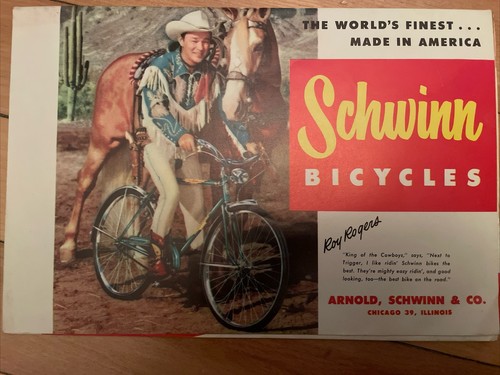 THE WORLD'S FINEST...
MADE IN AMERICA
Schwinn
BICYCLES
Roy Rogers
"King of the Cowboys," says, "Next to
Trigger, I like ridin' Schwinn bikes the
best. They're mighty easy ridin', and good
looking, too—the best bike on the road."
ARNOLD, SCHWINN & CO.
CHICAGO 39, ILLINOIS